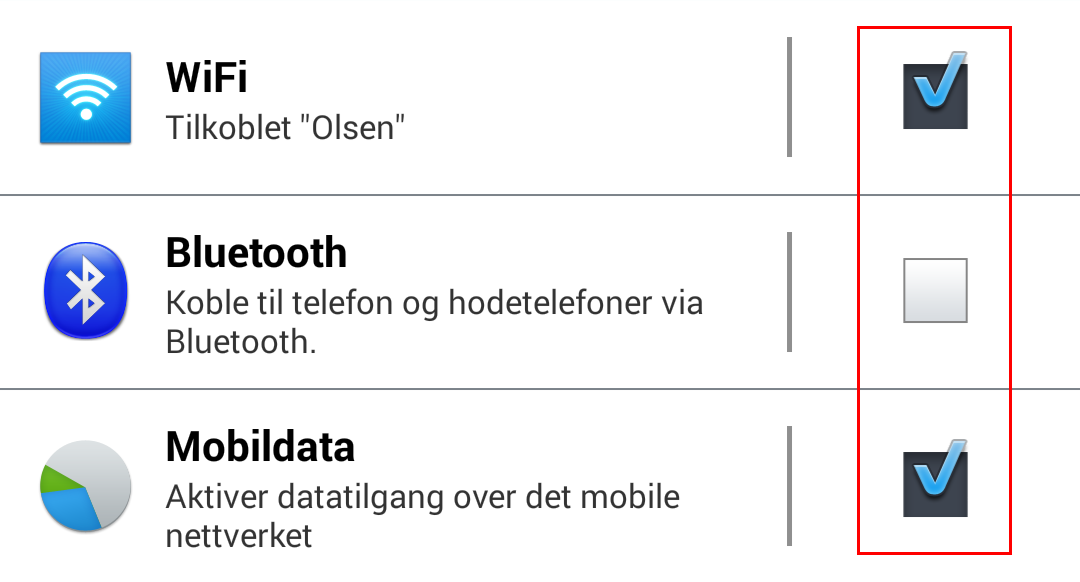 WiFi
Tilkoblet "Olsen"
Bluetooth
Koble til telefon og hodetelefoner via
Bluetooth.
Mobildata
Aktiver datatilgang over det mobile
nettverket